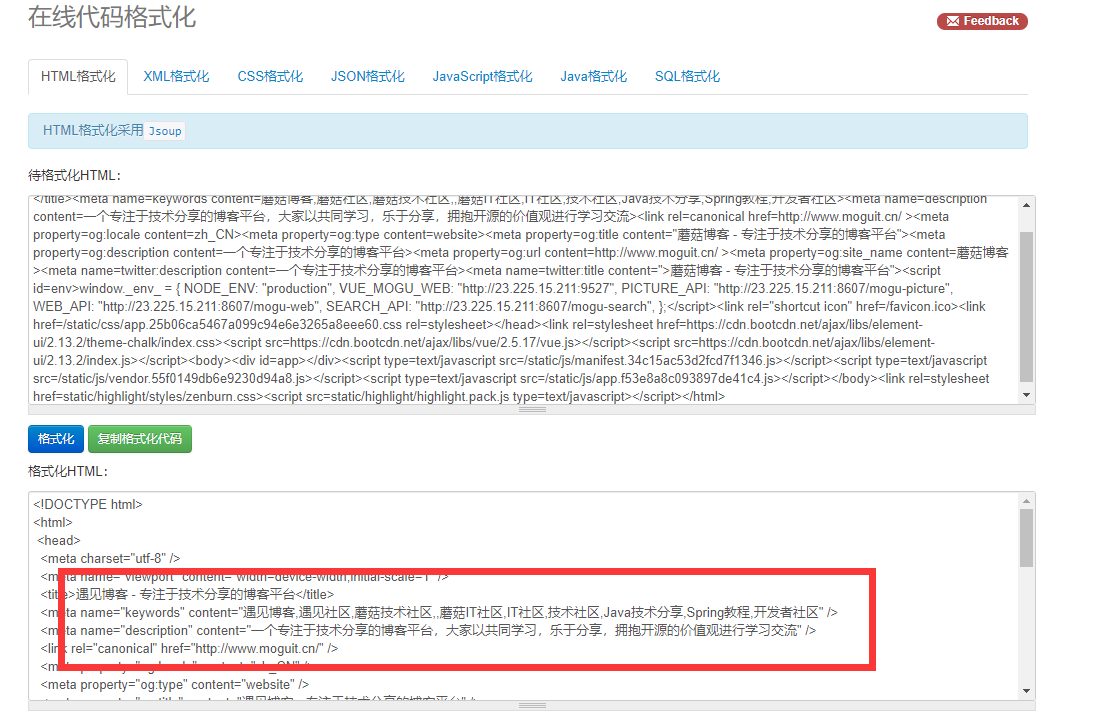 在线代码格式化
Feedback
HTML格式化 XML格式化 CSS格式化 JSON格式化 JavaScript格式化 Java格式化 SQL格式化
HTML格式化采用 Jsoup
待格式化HTML:
</title><meta name=keywords content=蘑菇博客,蘑菇社区,蘑菇技术社区,,蘑菇IT社区,IT社区,技术社区,Java技术分享,Spring教程,开发者社区><meta name=description
content=一个专注于技术分享的博客平台，大家以共同学习，乐于分享，拥抱开源的价值观进行学习交流><link rel=canonical href=http://www.moguit.cn/ ><meta
property=og:locale content=zh_CN><meta property=og:type content=website><meta property=og:title content="蘑菇博客 - 专注于技术分享的博客平台"><meta
property=og:description content=一个专注于技术分享的博客平台><meta property=og:url content=http://www.moguit.cn/ ><meta property=og:site_name content=蘑菇博客
><meta name=twitter:description content=一个专注于技术分享的博客平台><meta name=twitter:title content=">蘑菇博客 - 专注于技术分享的博客平台"><script
id=env>window._env_ = { NODE_ENV: "production", VUE_MOGU_WEB: "http://23.225.15.211:9527", PICTURE_API: "http://23.225.15.211:8607/mogu-picture",
WEB_API: "http://23.225.15.211:8607/mogu-web", SEARCH_API: "http://23.225.15.211:8607/mogu-search", };</script><link rel="shortcut icon" href=/favicon.ico><link
href=/static/css/app.25b06ca5467a099c94e6e3265a8eee60.css rel=stylesheet></head><link rel=stylesheet href=https://cdn.bootcdn.net/ajax/libs/element-
ui/2.13.2/theme-chalk/index.css><script src=https://cdn.bootcdn.net/ajax/libs/vue/2.5.17/vue.js></script><script src=https://cdn.bootcdn.net/ajax/libs/element-
ui/2.13.2/index.js></script><body><div id=app></div><script type=text/javascript src=/static/js/manifest.34c15ac53d2fcd7f1346.js></script><script type=text/javascript
src=/static/js/vendor.55f0149db6e9230d94a8.js></script><script type=text/javascript src=/static/js/app.f53e8a8c093897de41c4.js></script></body><link rel=stylesheet
href=static/highlight/styles/zenburn.css><script src=static/highlight/highlight.pack.js type=text/javascript></script></html>
格式化 复制格式化代码
格式化HTML:
<!DOCTYPE html>
<html>
<head>
<meta charset="utf-8" />
<meta name="viewport" content="width=device-width,initial-scale=1" />
<title>遇见博客 - 专注于技术分享的博客平台</title>
<meta name="keywords" content="遇见博客,遇见社区,蘑菇技术社区,,蘑菇IT社区,IT社区,技术社区,Java技术分享,Spring教程,开发者社区" />
<meta name="description" content="一个专注于技术分享的博客平台，大家以共同学习，乐于分享，拥抱开源的价值观进行学习交流" />
<link rel="canonical" href="http://www.moguit.cn/" />
<meta property="og:locale" content="zh_CN" />
<meta property="og:type" content="website" />
<meta property="og:title" content="遇见博客 - 专注于技术分享的博客平台" />